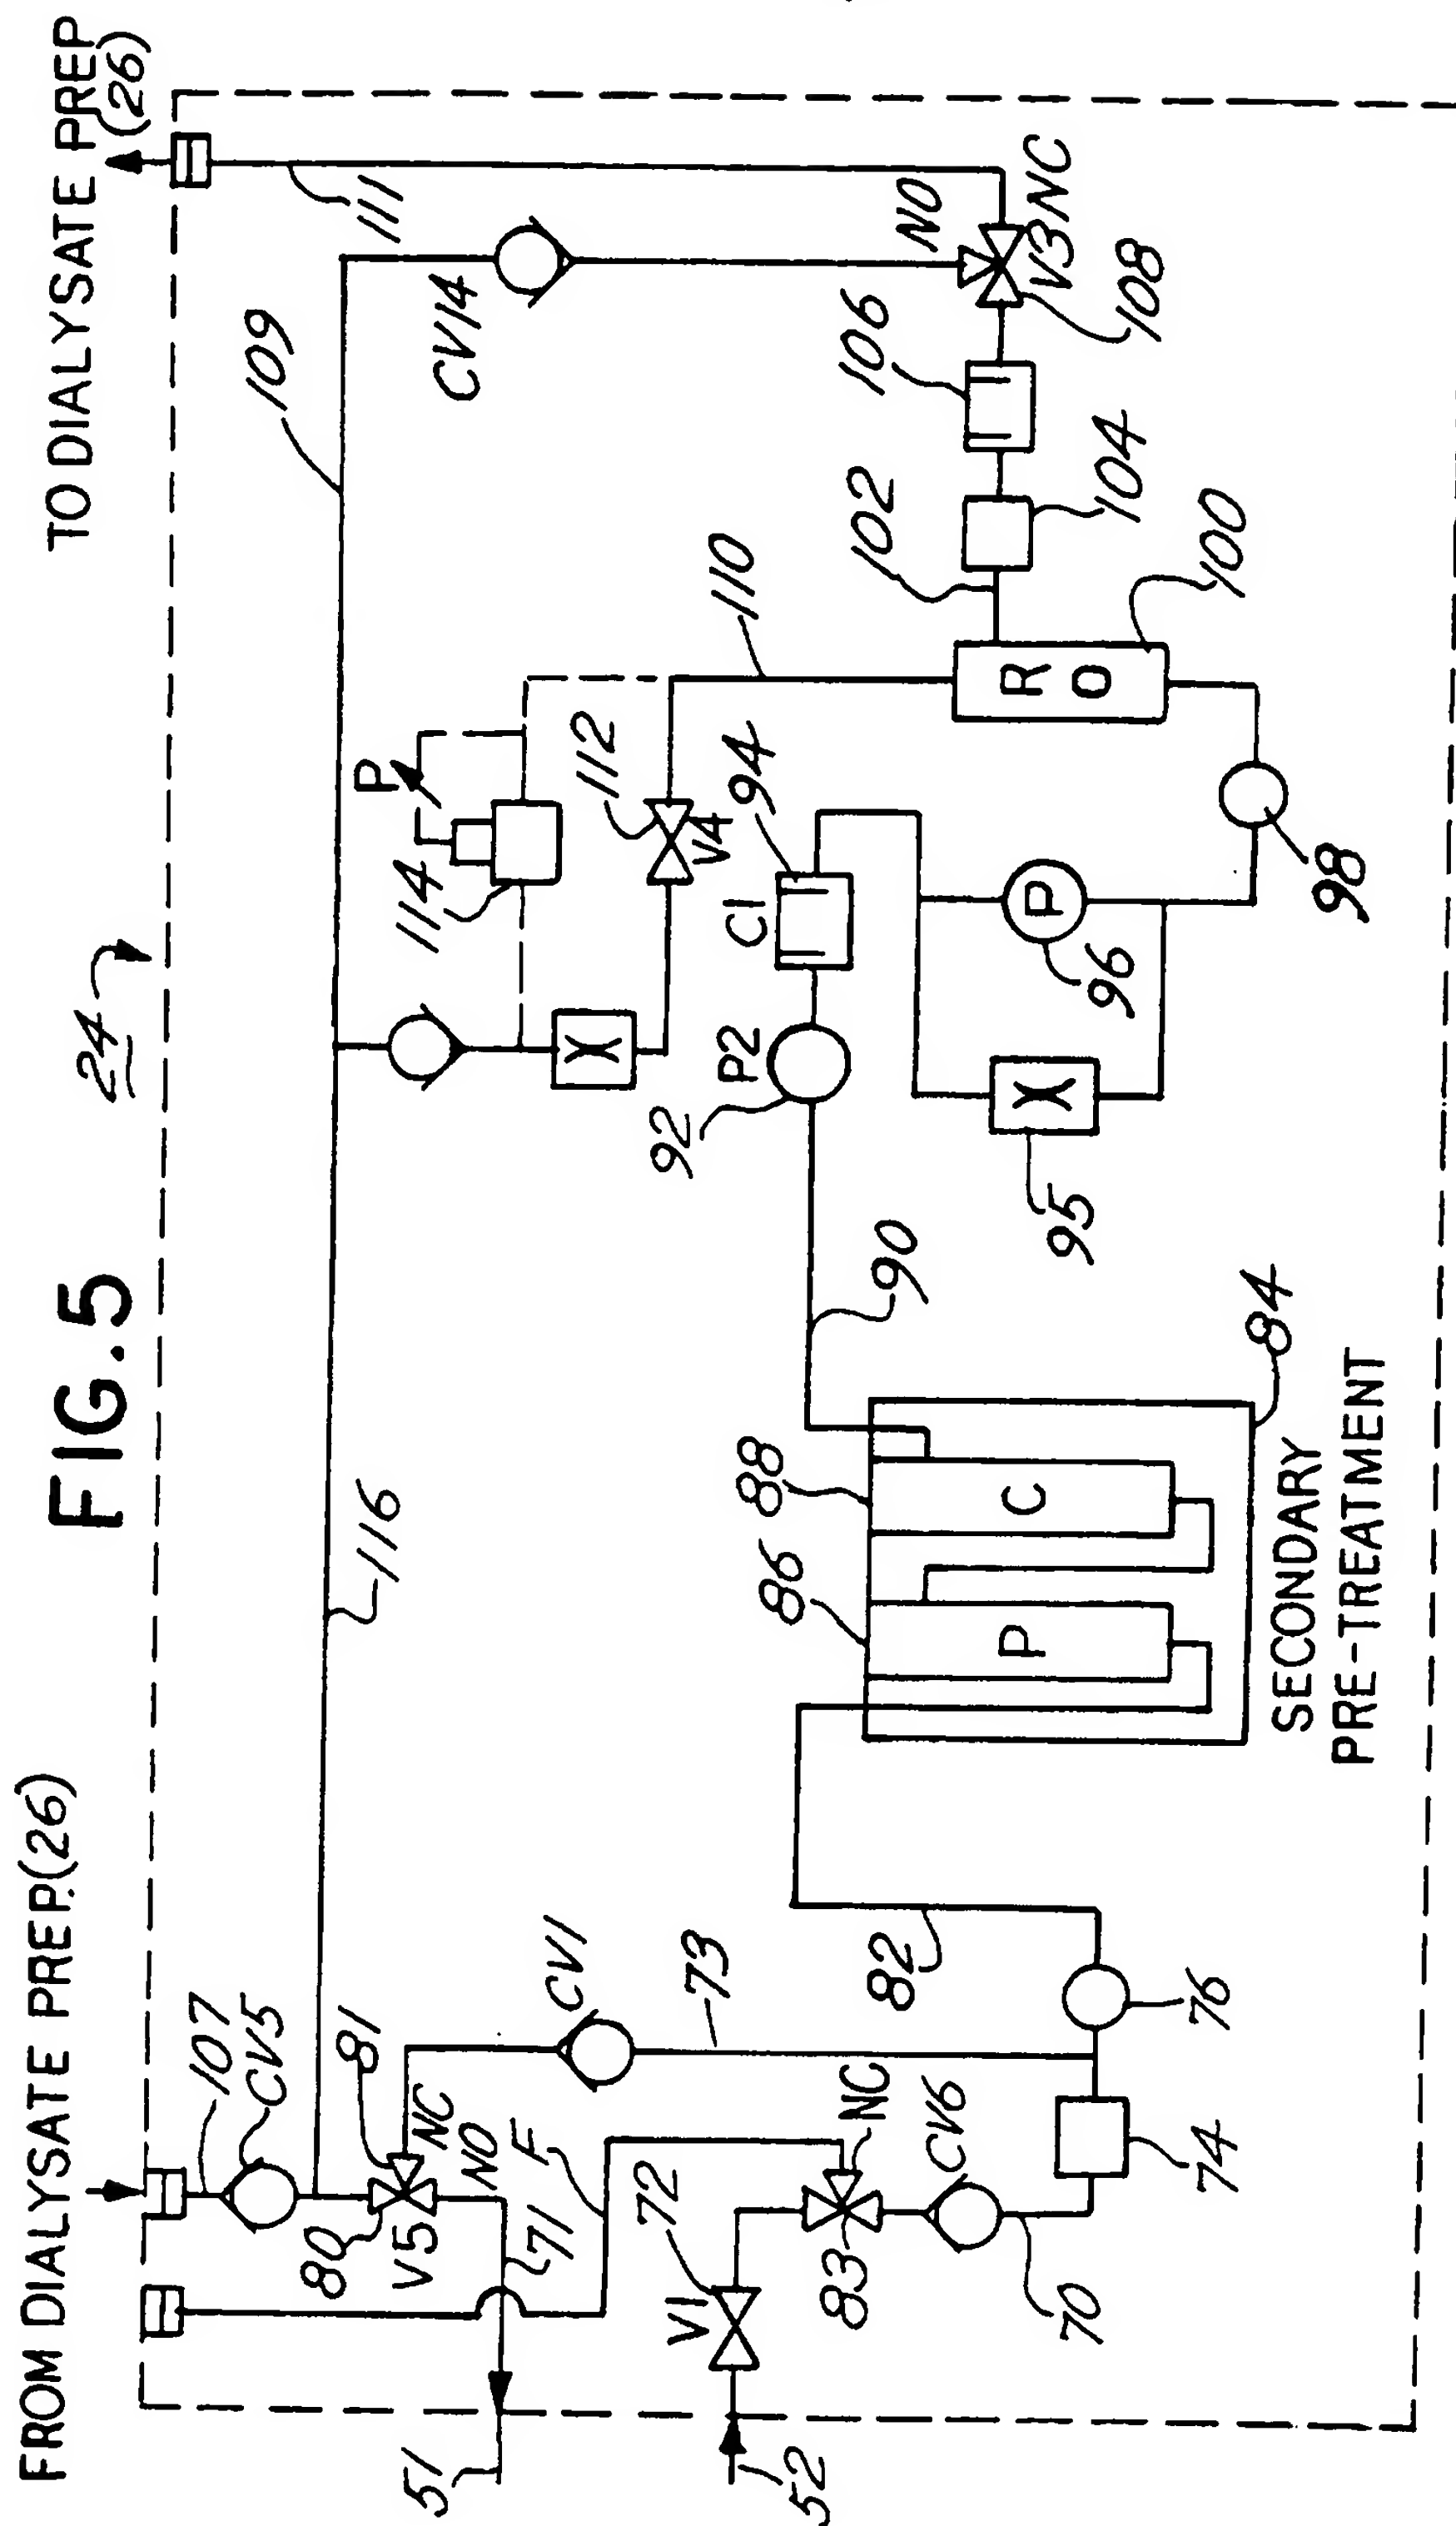 FIG.5
24
FROM DIALYSATE PREP.(26)
TO DIALYSATE PREP
(26)
107
CV5
116
109
CV14
111
P
114
81
80
V5
NC
NO
71
F
51
CV1
73
112
V4
110
NO
NC
V3
108
106
102
104
100
R
O
C1
94
P2
92
P
96
95
98
90
V1
72
52
83
NC
CV6
70
74
76
82
86
88
P
C
84
SECONDARY
PRE-TREATMENT